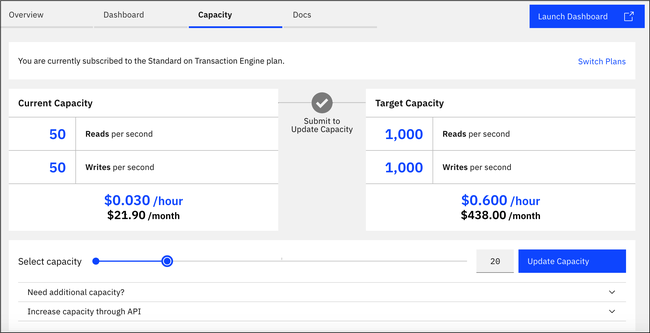 Overview Dashboard Capacity Docs Launch Dashboard
You are currently subscribed to the Standard on Transaction Engine plan. Switch Plans
Current Capacity
50 Reads per second
50 Writes per second
$0.030 /hour
$21.90 /month
Submit to
Update Capacity
Target Capacity
1,000 Reads per second
1,000 Writes per second
$0.600 /hour
$438.00 /month
Select capacity 20 Update Capacity
Need additional capacity?
Increase capacity through API